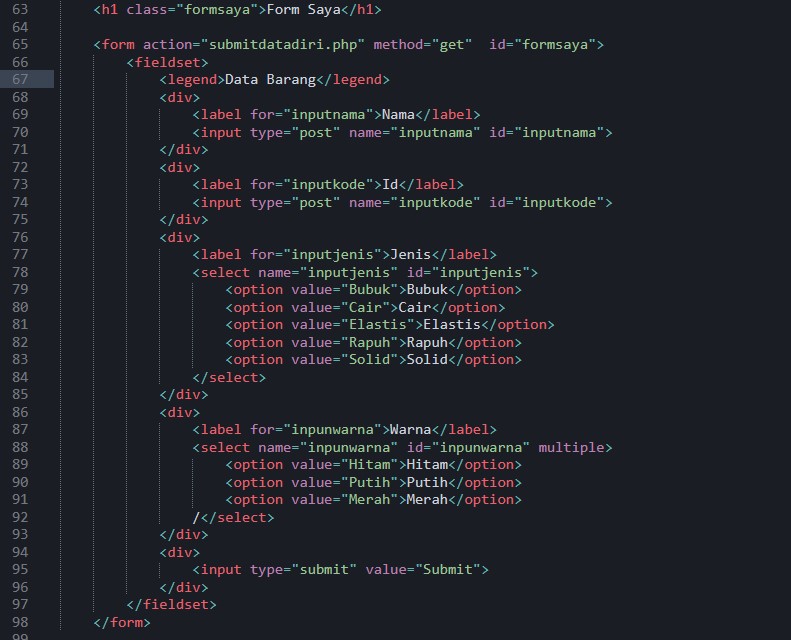 63 <h1 class="formsaya">Form Saya</h1>
64
65 <form action="submitdatadiri.php" method="get"  id="formsaya">
66 <fieldset>
67 <legend>Data Barang</legend>
68 <div>
69 <label for="inputnama">Nama</label>
70 <input type="post" name="inputnama" id="inputnama">
71 </div>
72 <div>
73 <label for="inputkode">Id</label>
74 <input type="post" name="inputkode" id="inputkode">
75 </div>
76 <div>
77 <label for="inputjenis">Jenis</label>
78 <select name="inputjenis" id="inputjenis">
79 <option value="Bubuk">Bubuk</option>
80 <option value="Cair">Cair</option>
81 <option value="Elastis">Elastis</option>
82 <option value="Rapuh">Rapuh</option>
83 <option value="Solid">Solid</option>
84 </select>
85 </div>
86 <div>
87 <label for="inpunwarna">Warna</label>
88 <select name="inpunwarna" id="inpunwarna" multiple>
89 <option value="Hitam">Hitam</option>
90 <option value="Putih">Putih</option>
91 <option value="Merah">Merah</option>
92 /</select>
93 </div>
94 <div>
95 <input type="submit" value="Submit">
96 </div>
97 </fieldset>
98 </form>
99